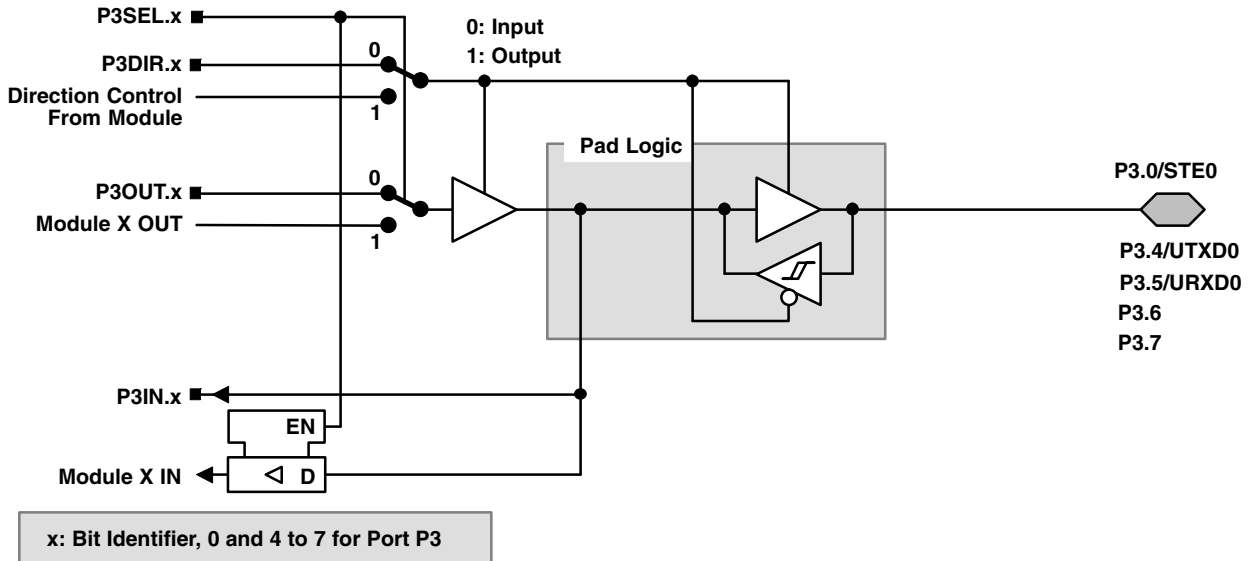 P3SEL.x
0: Input
1: Output
0
P3DIR.x
Direction Control
From Module
1
Pad Logic
P3.0/STE0
0
P3OUT.x
Module X OUT
1
P3.4/UTXD0
P3.5/URXD0
P3.6
P3.7
P3IN.x
EN
Module X IN
D
x: Bit Identifier, 0 and 4 to 7 for Port P3